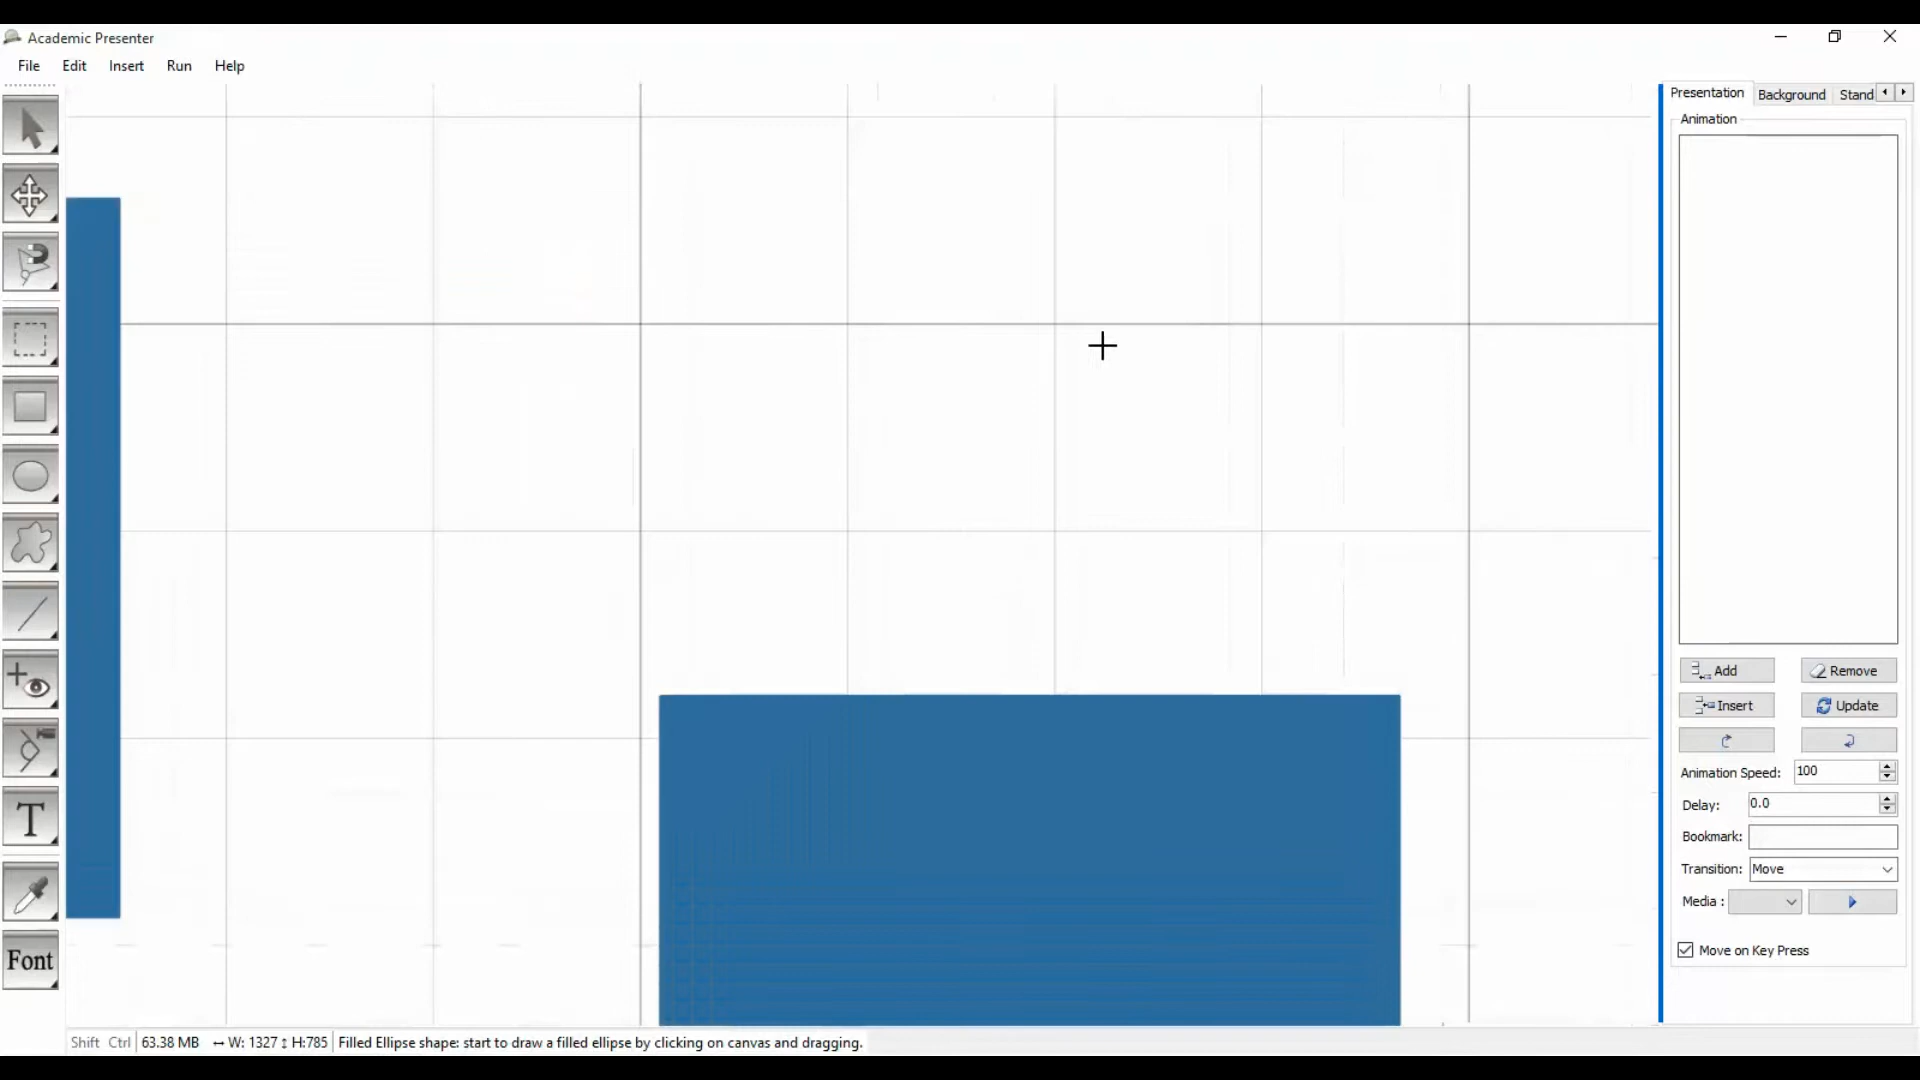 Academic Presenter
File Edit Insert Run Help
Presentation Background Stand
Animation
Add Remove
Insert Update
Animation Speed: 100
Delay: 0.0
Bookmark:
Transition: Move
Media :
Move on Key Press
T
Font
Shift Ctrl 63.38 MB ↔ W: 1327 ↕ H:785 Filled Ellipse shape: start to draw a filled ellipse by clicking on canvas and dragging.